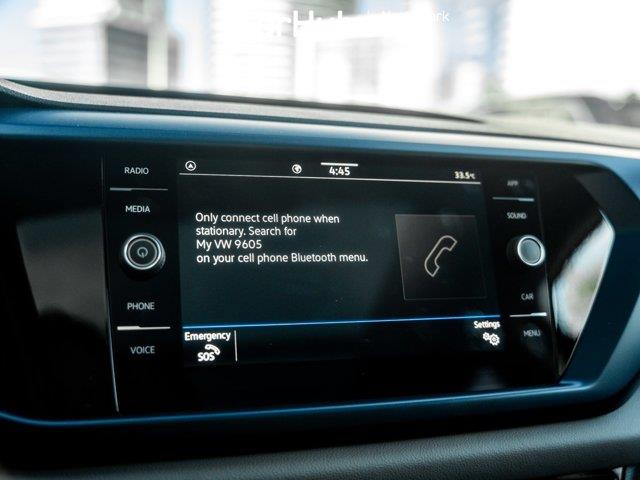 RADIO
MEDIA
PHONE
VOICE
4:45
33.5°C
Only connect cell phone when
stationary. Search for
My VW 9605
on your cell phone Bluetooth menu.
Emergency
SOS
Settings
APP
SOUND
CAR
MENU